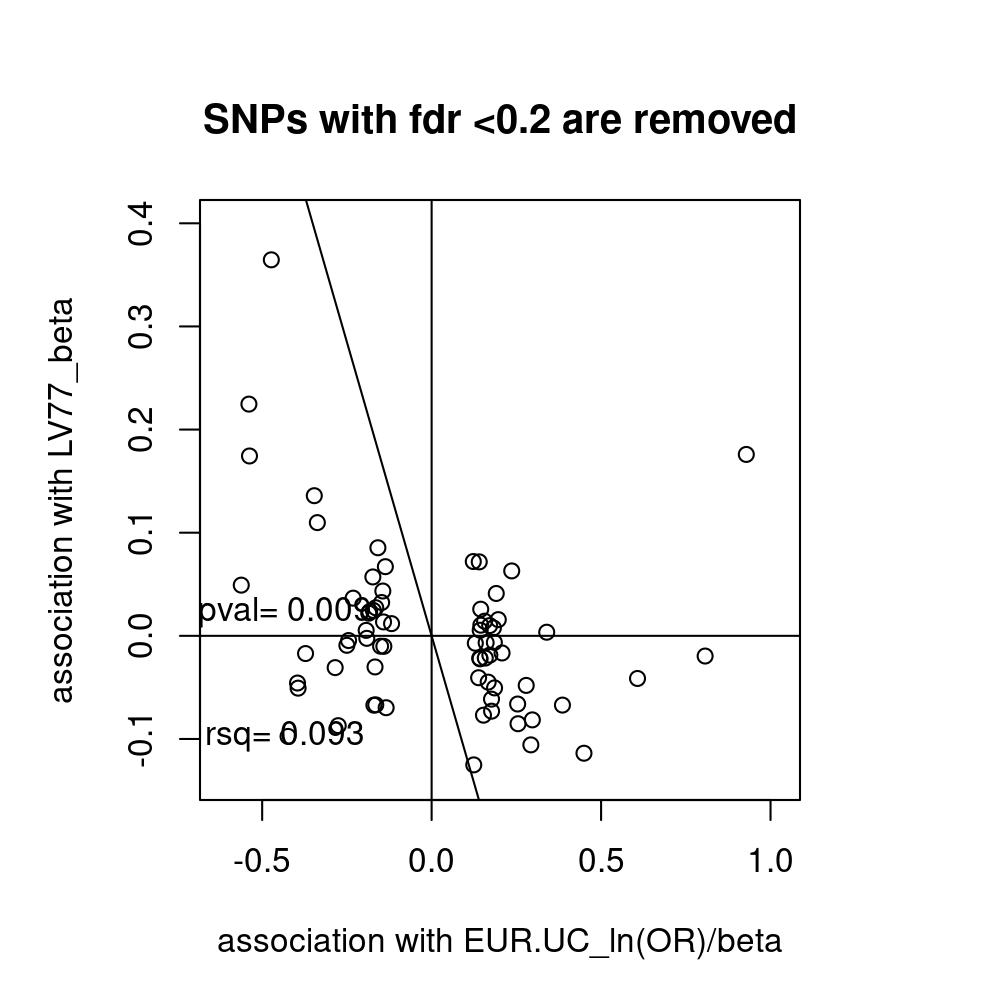 SNPs with fdr <0.2 are removed
association with LV77_beta
0.4
0.3
0.2
0.1
0.0
-0.1
pval=
rsq= 0.093
-0.5
0.0
0.5
1.0
association with EUR.UC_ln(OR)/beta